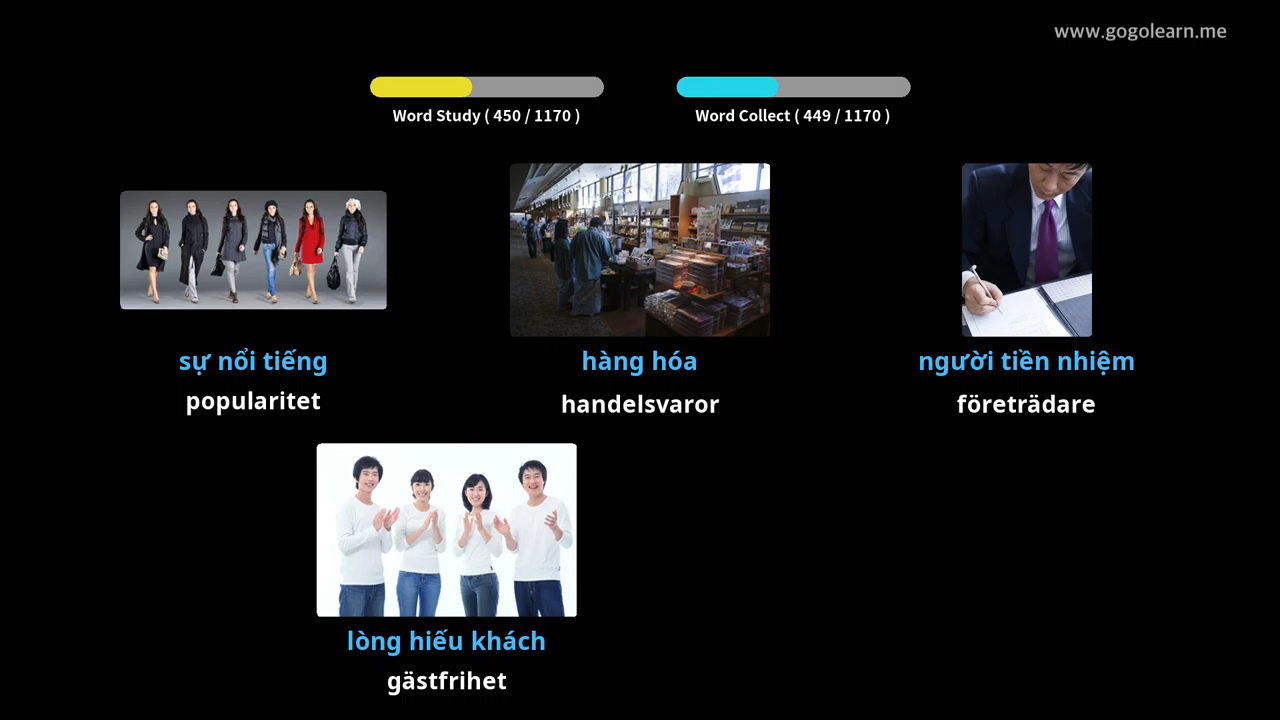 www.gogolearn.me
Word Study ( 450 / 1170 )
Word Collect ( 449 / 1170 )
sự nổi tiếng
popularitet
hàng hóa
handelsvaror
người tiền nhiệm
företrädare
lòng hiếu khách
gästfrihet